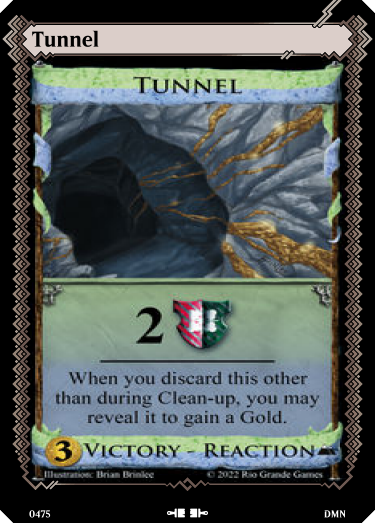 Tunnel
TUNNEL
2
When you discard this other
than during Clean-up, you may
reveal it to gain a Gold.
3 VICTORY - REACTION
Illustration: Brian Brinlee © 2022 Rio Grande Games
0475 DMN